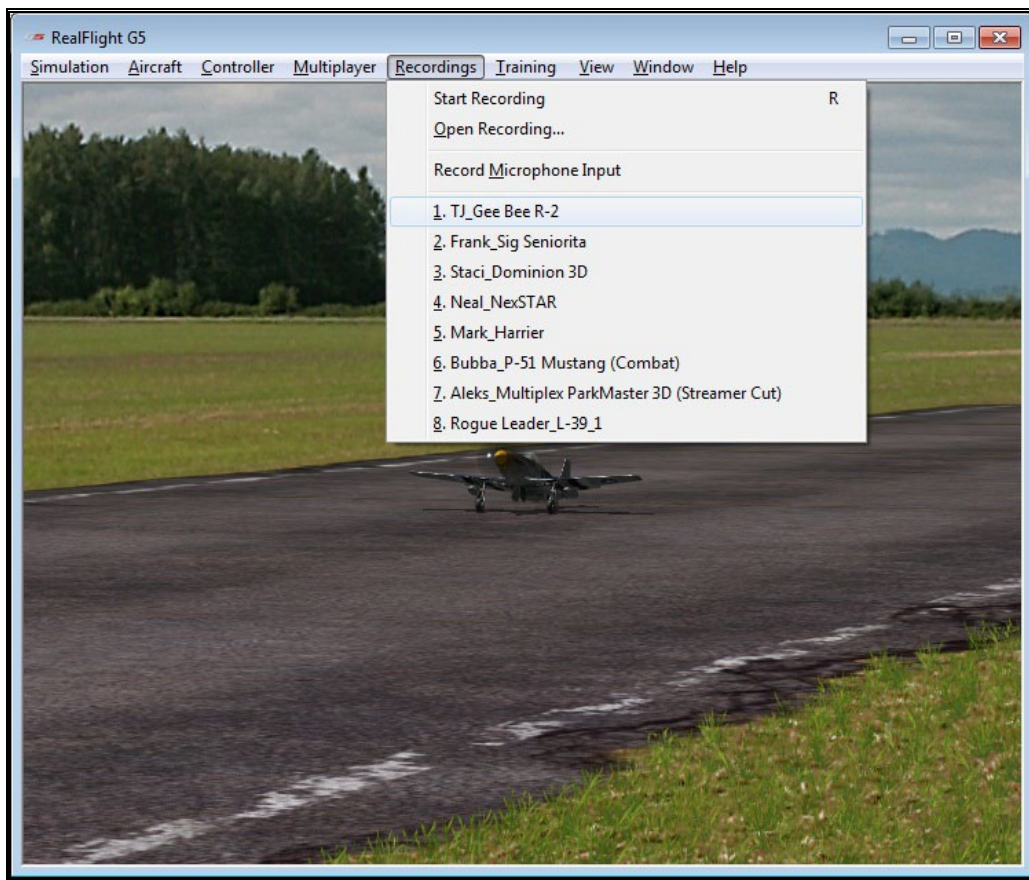 RealFlight G5
Simulation Aircraft Controller Multiplayer Recordings Training View Window Help
Start Recording R
Open Recording...
Record Microphone Input
1. TJ_Gee Bee R-2
2. Frank_Sig Seniorita
3. Staci_Dominion 3D
4. Neal_NexSTAR
5. Mark_Harrier
6. Bubba_P-51 Mustang (Combat)
7. Aleks_Multiplex ParkMaster 3D (Streamer Cut)
8. Rogue Leader_L-39_1